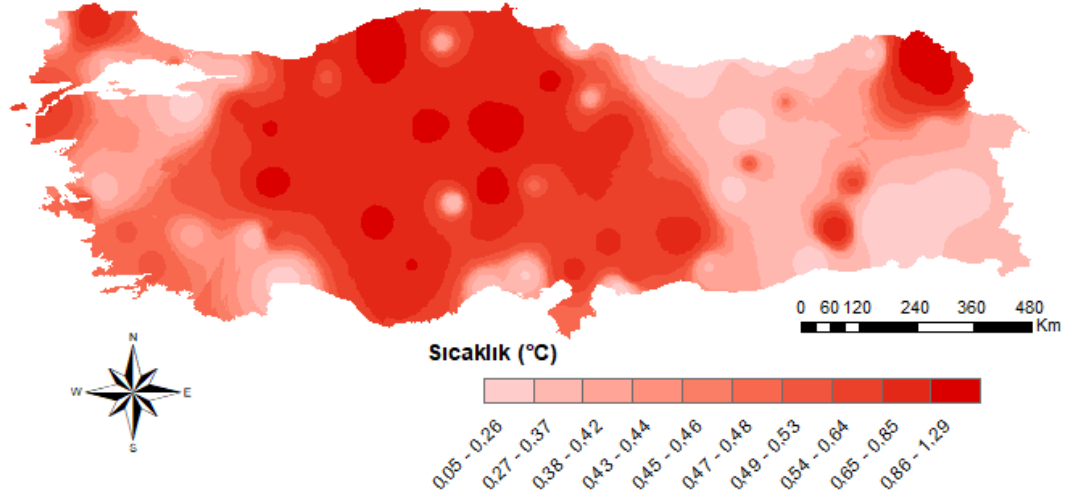 0 60 120 240 360 480
Km
Sıcaklık (°C)
N
W E
S
0,05 - 0,26
0,27 - 0,37
0,38 - 0,42
0,43 - 0,44
0,45 - 0,46
0,47 - 0,48
0,49 - 0,53
0,54 - 0,64
0,65 - 0,85
0,86 - 1,29